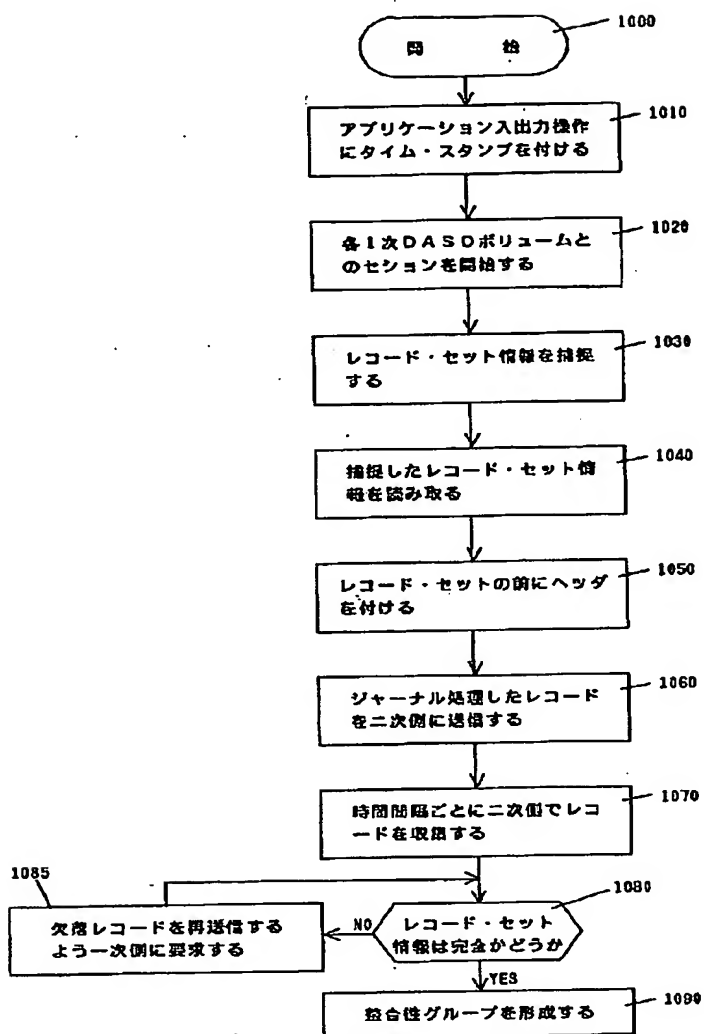 1000
開 始
1010
アプリケーション入出力操作
にタイム・スタンプを付ける
1020
各1次DASDボリュームと
のセションを開始する
1030
レコード・セット情報を捕捉
する
1040
捕捉したレコード・セット情
報を読み取る
1050
レコード・セットの前にヘッダ
を付ける
1060
ジャーナル処理したレコード
を二次側に送信する
1070
時間間隔ごとに二次側でレコ
ードを収集する
1085
1080
欠落レコードを再送信する
よう一次側に要求する
NO
レコード・セット
情報は完全かどうか
YES
1090
整合性グループを形成する